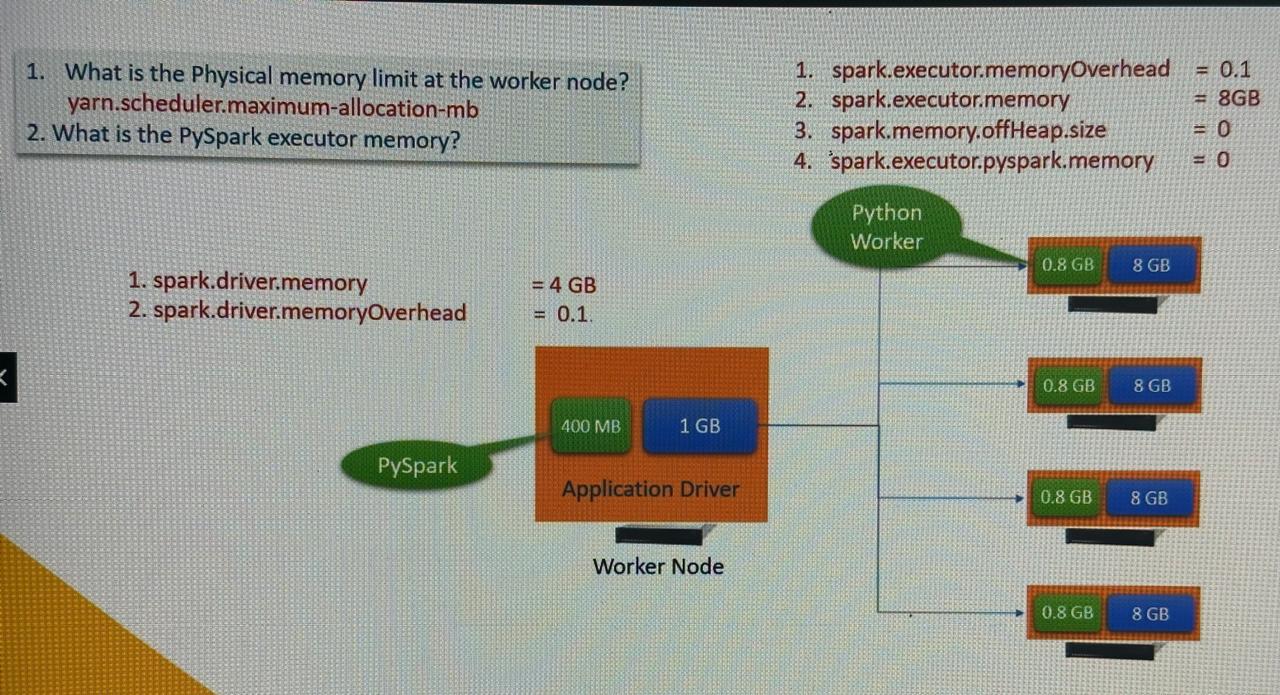 1. What is the Physical memory limit at the worker node?
yarn.scheduler.maximum-allocation-mb
2. What is the PySpark executor memory?
1. spark.executor.memoryOverhead = 0.1
2. spark.executor.memory = 8GB
3. spark.memory.offHeap.size = 0
4. spark.executor.pyspark.memory = 0
Python
Worker
0.8 GB 8 GB
1. spark.driver.memory = 4 GB
2. spark.driver.memoryOverhead = 0.1.
0.8 GB 8 GB
400 MB 1 GB
PySpark
Application Driver
0.8 GB 8 GB
Worker Node
0.8 GB 8 GB